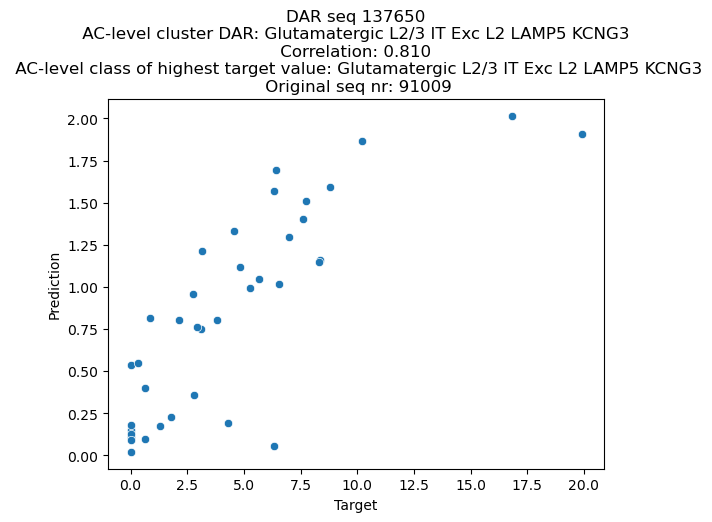 DAR seq 137650
AC-level cluster DAR: Glutamatergic L2/3 IT Exc L2 LAMP5 KCNG3
Correlation: 0.810
AC-level class of highest target value: Glutamatergic L2/3 IT Exc L2 LAMP5 KCNG3
Original seq nr: 91009
2.00
1.75
1.50
1.25
1.00
0.75
0.50
0.25
0.00
Prediction
0.0 2.5 5.0 7.5 10.0 12.5 15.0 17.5 20.0
Target